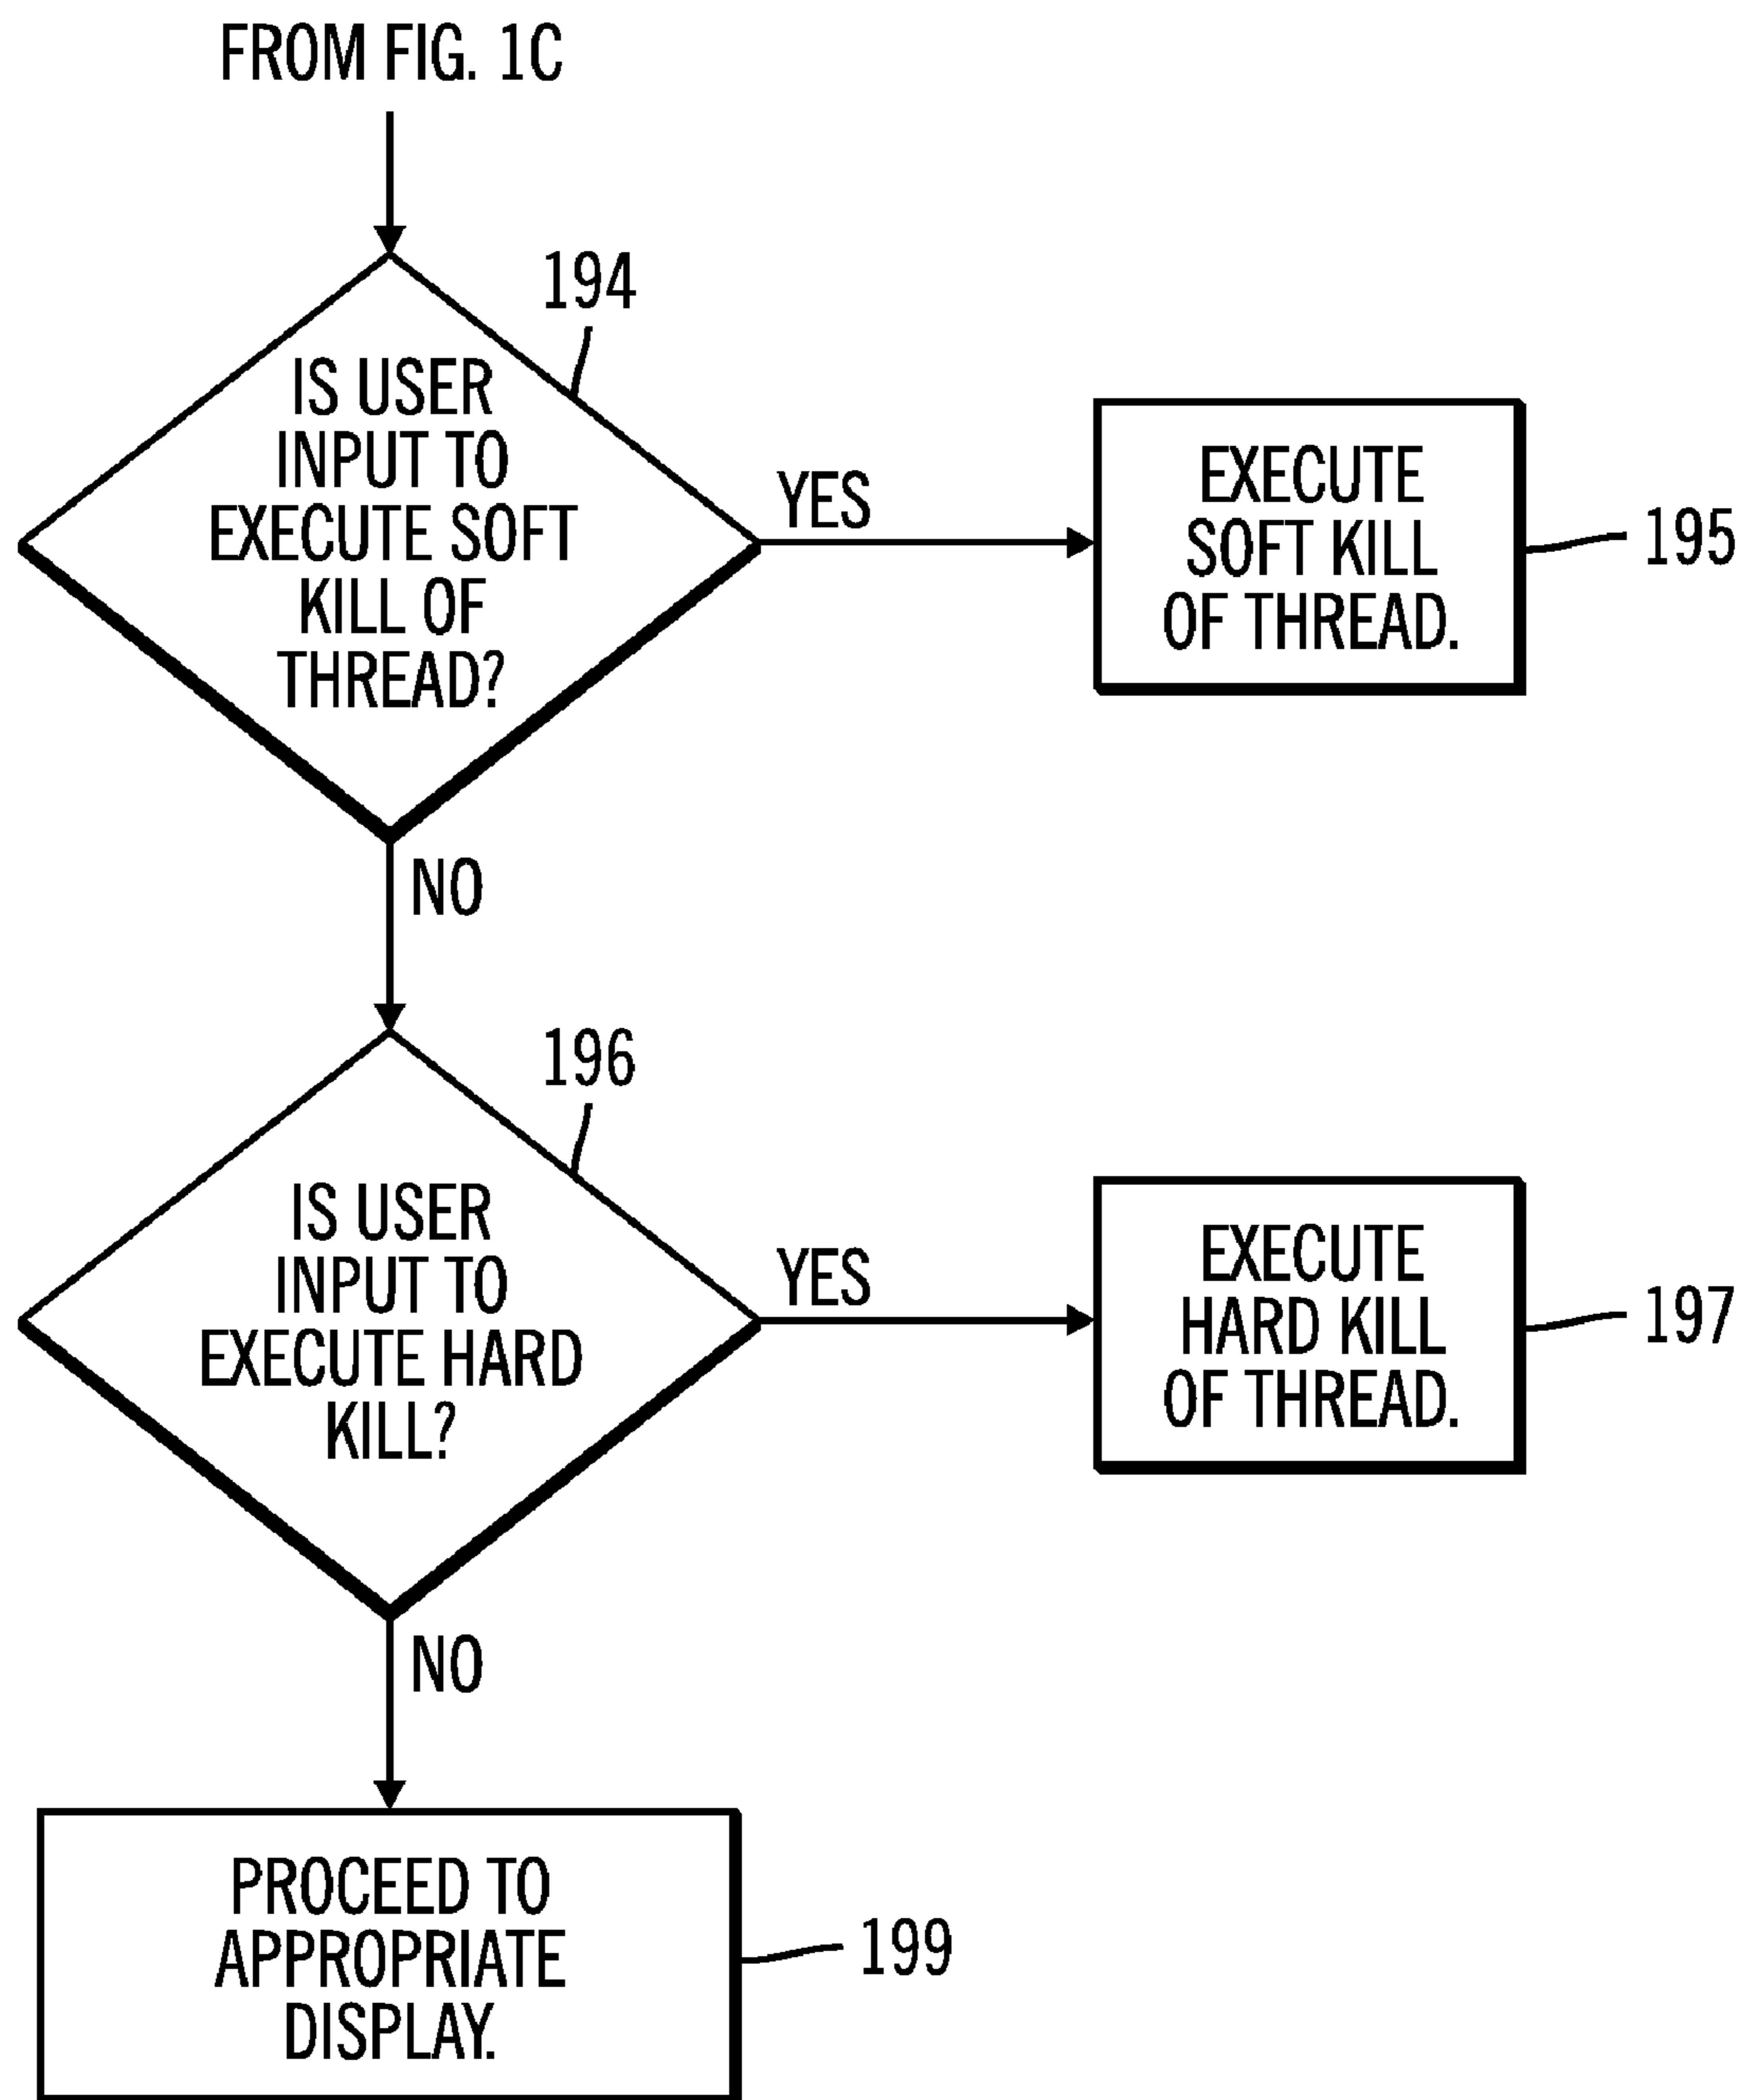 FROM FIG. 1C
194
IS USER
INPUT TO
EXECUTE SOFT
KILL OF
THREAD?
YES
EXECUTE
SOFT KILL
OF THREAD.
195
NO
196
IS USER
INPUT TO
EXECUTE HARD
KILL?
YES
EXECUTE
HARD KILL
OF THREAD.
197
NO
PROCEED TO
APPROPRIATE
DISPLAY.
199